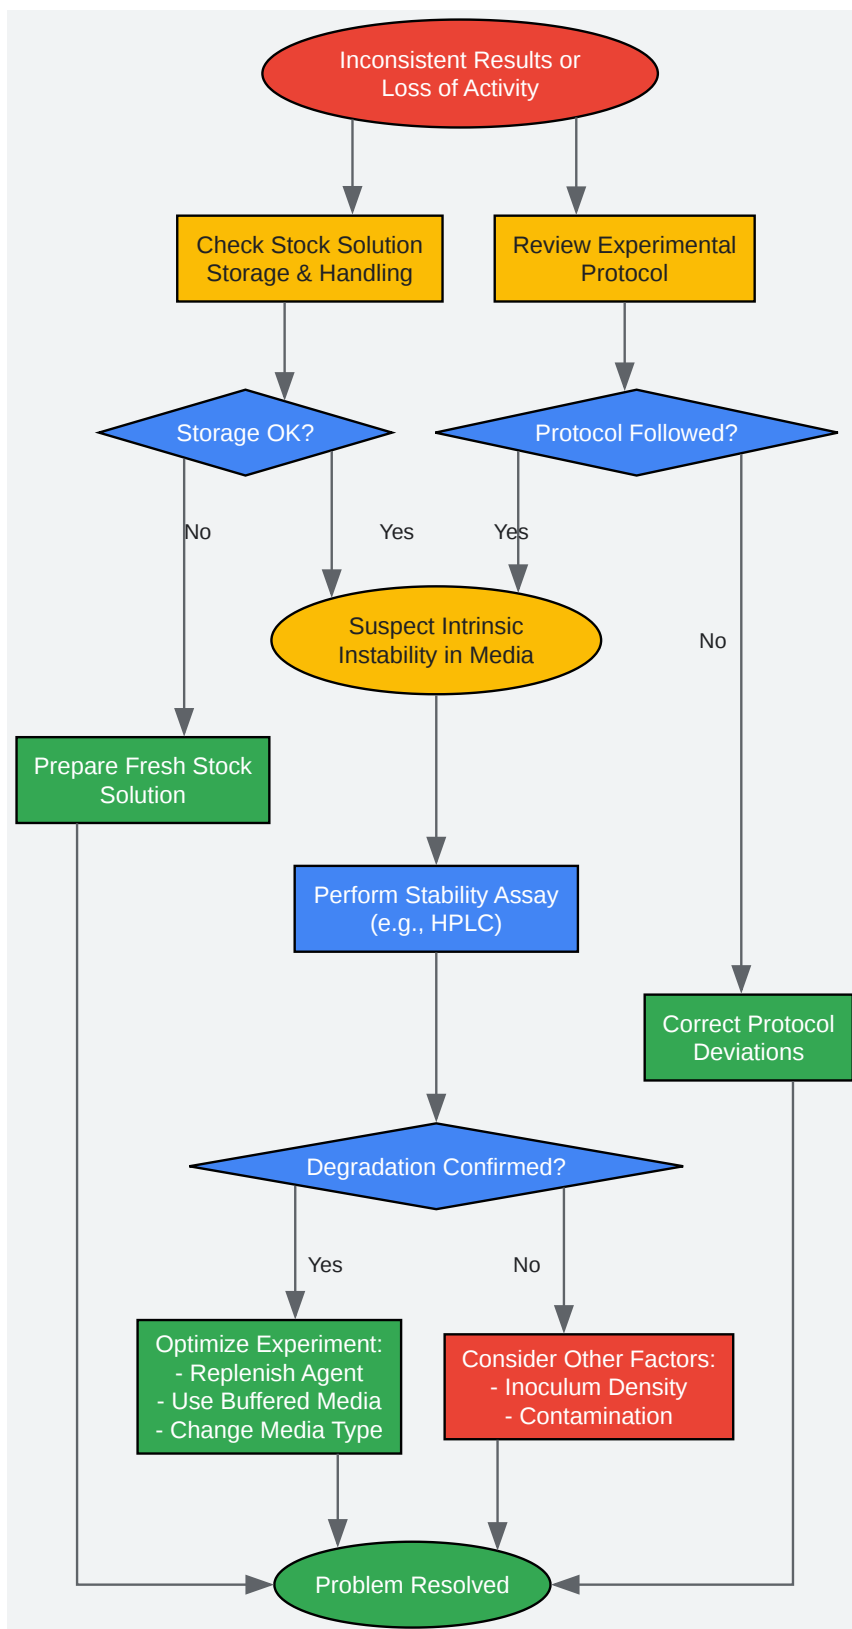 Inconsistent Results or
Loss of Activity
Check Stock Solution
Storage & Handling
Review Experimental
Protocol
Storage OK?
Protocol Followed?
No
Yes
Yes
Suspect Intrinsic
Instability in Media
No
Prepare Fresh Stock
Solution
Perform Stability Assay
(e.g., HPLC)
Correct Protocol
Deviations
Degradation Confirmed?
Yes
No
Optimize Experiment:
- Replenish Agent
- Use Buffered Media
- Change Media Type
Consider Other Factors:
- Inoculum Density
- Contamination
Problem Resolved